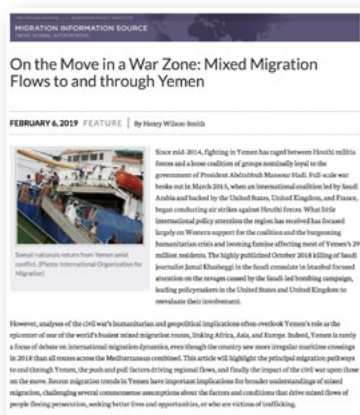 MIGRATION INFORMATION SOURCE
On the Move in a War Zone: Mixed Migration
Flows to and through Yemen
FEBRUARY 6, 2019 FEATURE | By Henry Wilson-Smith
Since mid-2014, fighting in Yemen has raged between Houthi militia
forces and a loose coalition of groups nominally loyal to the
government of President Abdrabbuh Mansour Hadi. Full-scale war
broke out in March 2015, when an international coalition led by Saudi
Arabia and backed by the United States, United Kingdom, and France,
began conducting air strikes against Houthi forces. What little
international policy attention the region has received has focused
largely on Western support for the coalition and the burgeoning
humanitarian crisis and looming famine affecting most of Yemen's 29
million residents. The highly publicized October 2018 killing of Saudi
journalist Jamal Khashoggi in the Saudi consulate in Istanbul focused
attention on the ravages caused by the Saudi-led bombing campaign,
leading policymakers in the United States and United Kingdom to
reevaluate their involvement.
Somali nationals return from Yemen amid
conflict. (Photo: International Organization for
Migration)
However, analyses of the civil war's humanitarian and geopolitical implications often overlook Yemen's role as the
epicenter of one of the world's busiest mixed migration routes, linking Africa, Asia, and Europe. Indeed, Yemen is rarely
a focus of debate on international migration dynamics, even though the country saw more irregular maritime crossings
in 2018 than all routes across the Mediterranean combined. This article will highlight the principal migration pathways
to and through Yemen, the push and pull factors driving regional flows, and finally the impact of the civil war upon those
on the move. Recent migration trends in Yemen have important implications for broader understandings of mixed
migration, challenging several commonsense assumptions about the factors and conditions that drive mixed flows of
people fleeing persecution, seeking better lives and opportunities, or who are victims of trafficking.